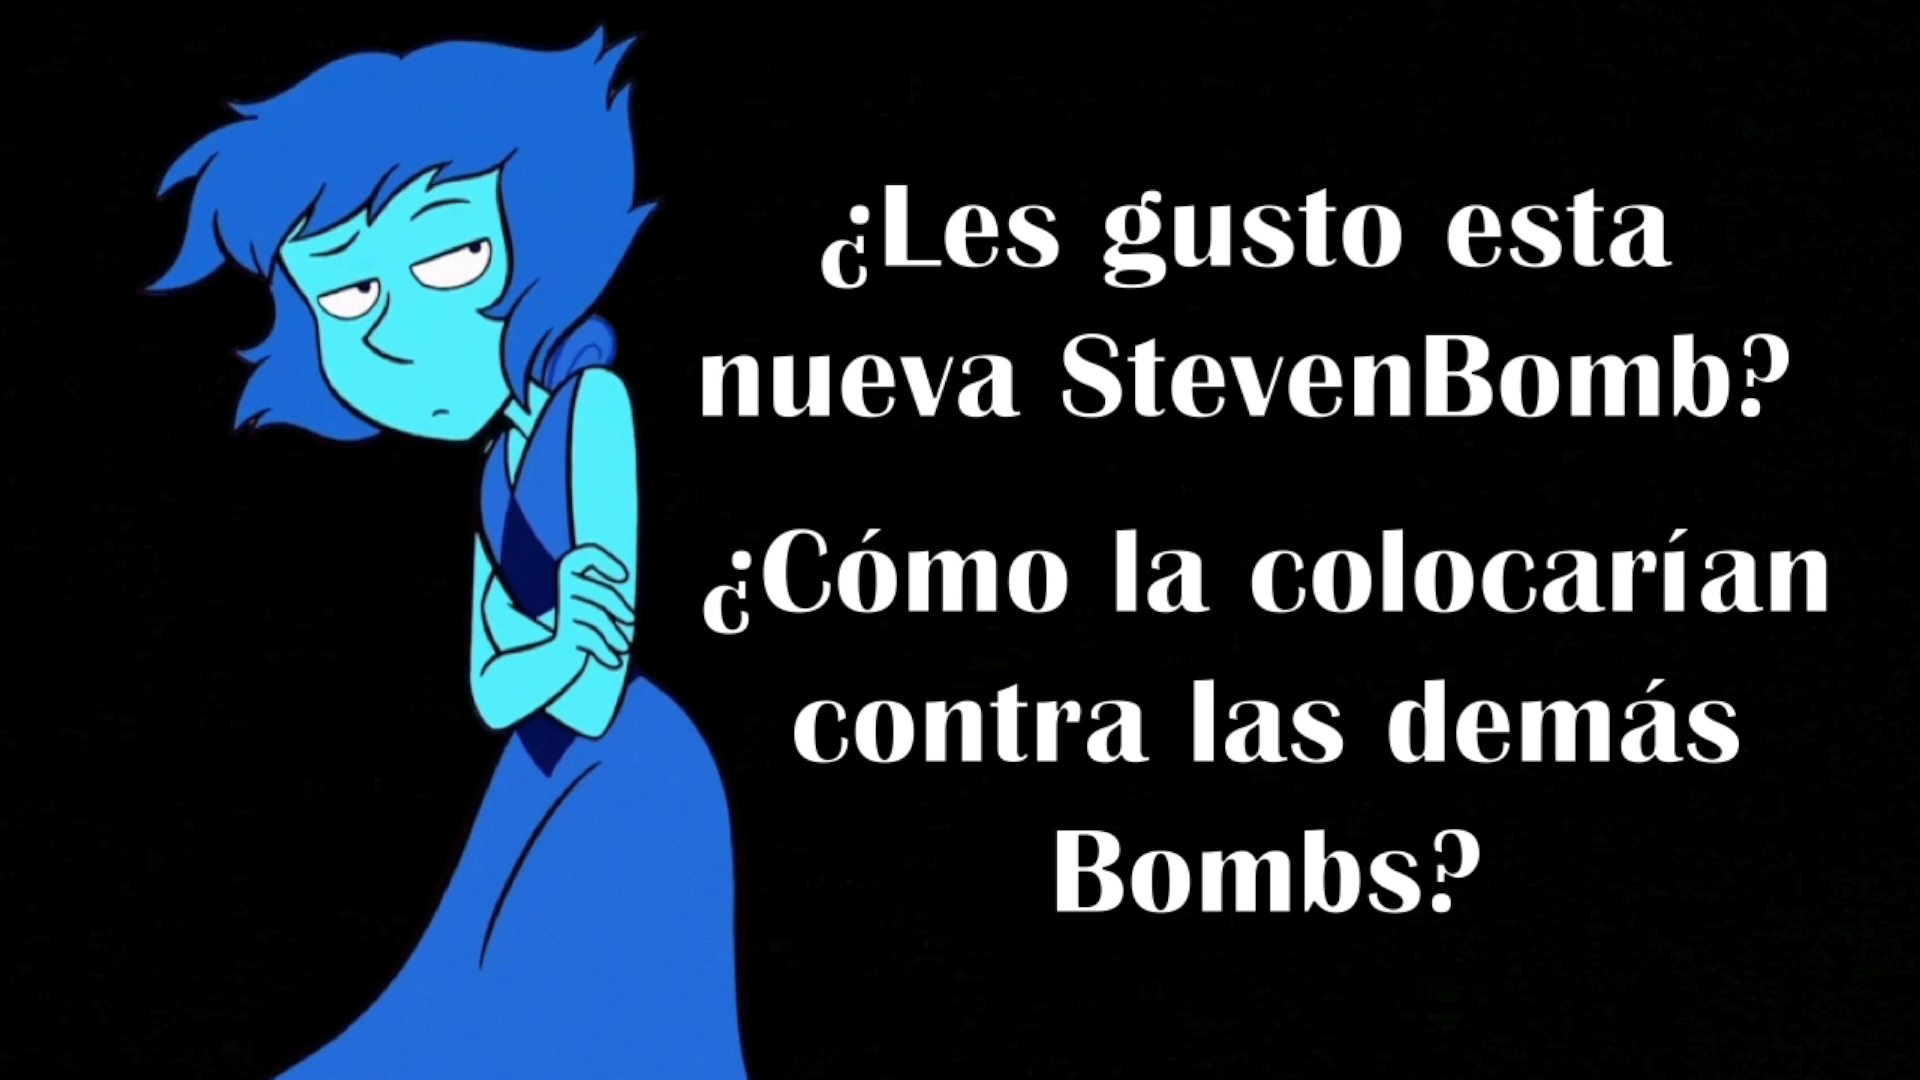 ¿Les gusto esta
nueva StevenBomb?
¿Cómo la colocarían
contra las demás
Bombs?